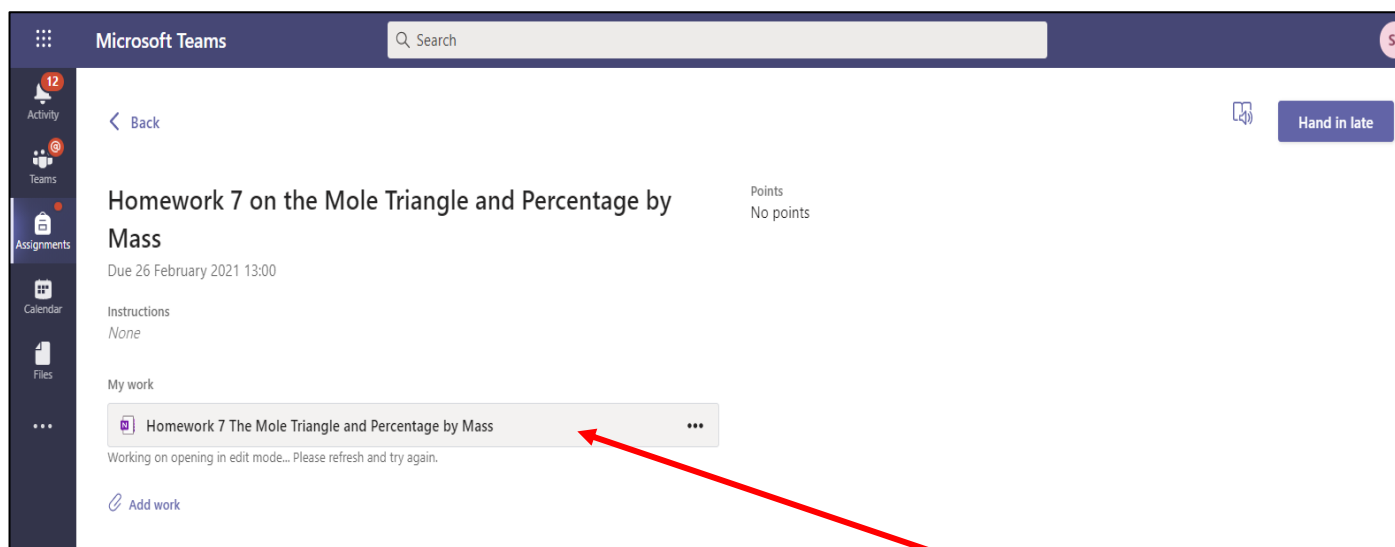 Microsoft Teams
Search
S
12
Activity
@
Teams
Assignments
Calendar
Files
Back
Hand in late
Homework 7 on the Mole Triangle and Percentage by
Mass
Due 26 February 2021 13:00
Points
No points
Instructions
None
My work
Homework 7 The Mole Triangle and Percentage by Mass
Working on opening in edit mode... Please refresh and try again.
Add work